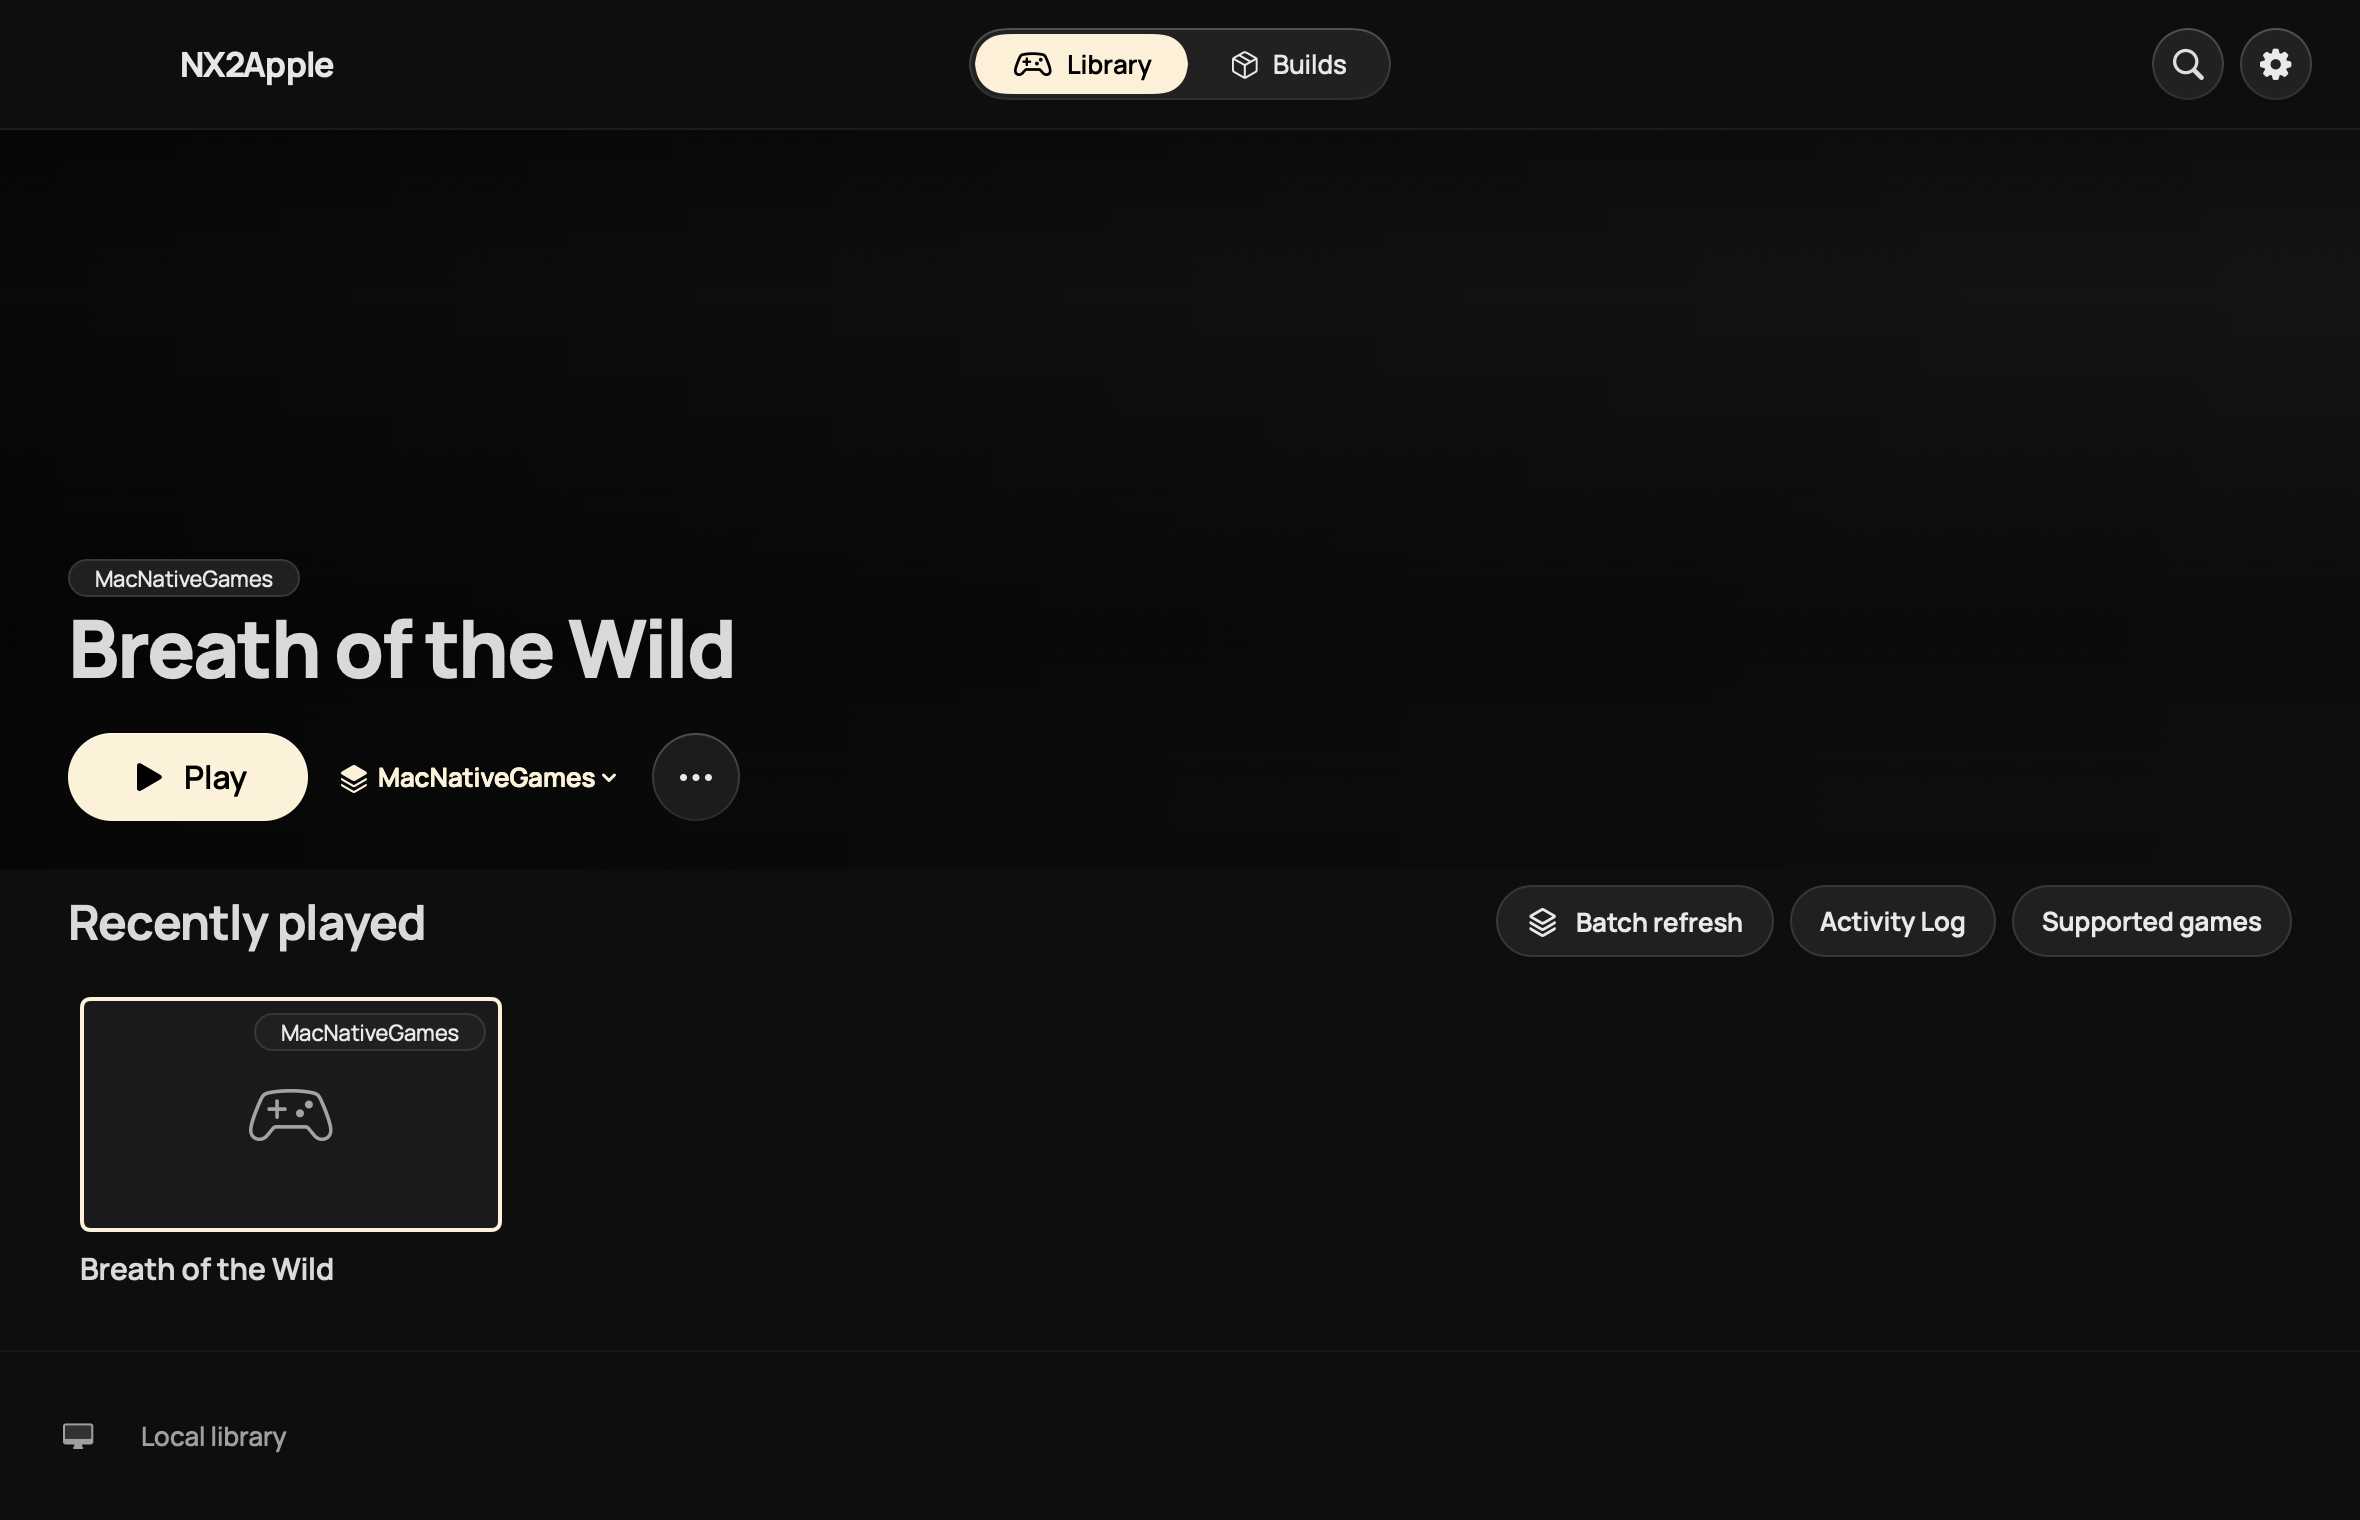 NX2Apple
Library
Builds
MacNativeGames
Breath of the Wild
Play
MacNativeGames
Recently played
Batch refresh
Activity Log
Supported games
MacNativeGames
Breath of the Wild
Local library